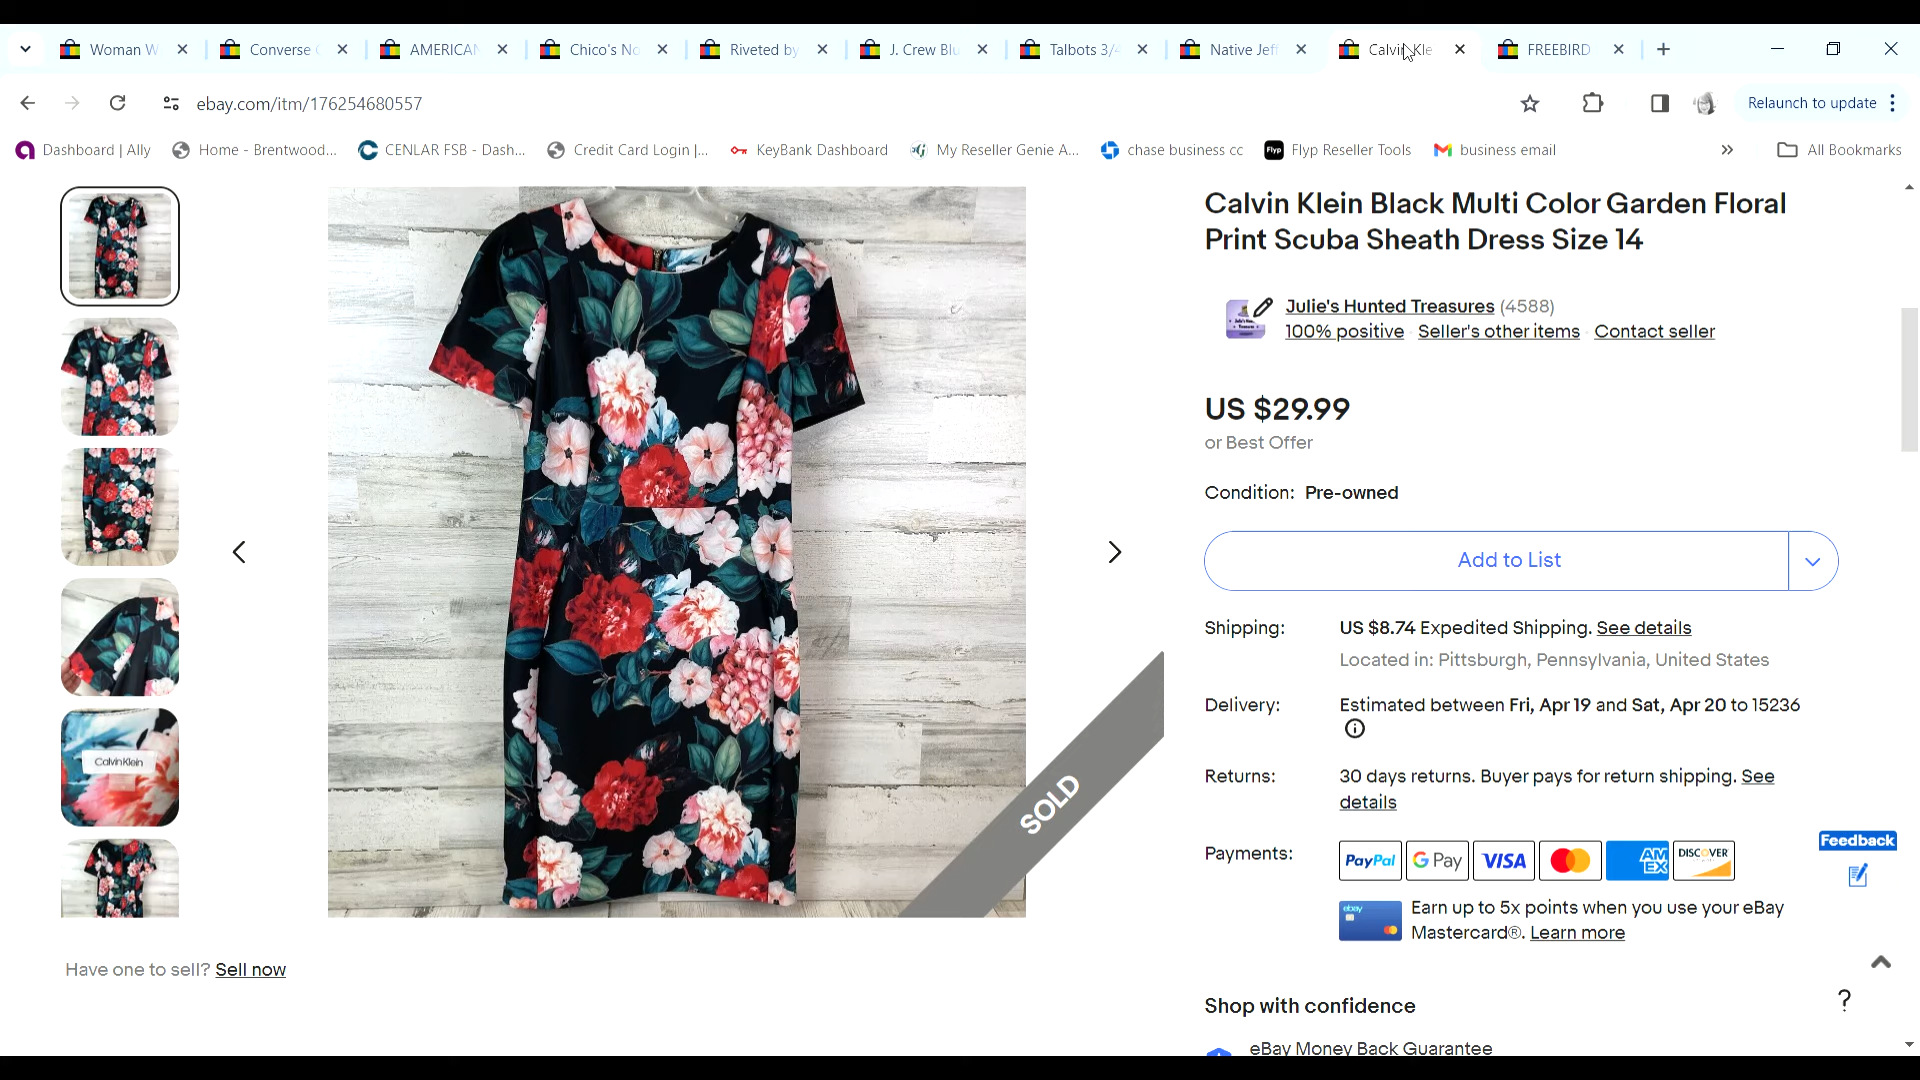 Woman W
Converse
AMERICAN
Chico's No
Riveted by
J. Crew Blu
Talbots 3/4
Native Jeff
Calvin Kle
FREEBIRD
ebay.com/itm/176254680557
Relaunch to update
Dashboard | Ally
Home - Brentwood...
CENLAR FSB - Dash...
Credit Card Login |...
KeyBank Dashboard
My Reseller Genie A...
chase business cc
Flyp
Flyp Reseller Tools
business email
All Bookmarks
Calvin Klein Black Multi Color Garden Floral
Print Scuba Sheath Dress Size 14
Julie's Hunted Treasures (4588)
100% positive · Seller's other items · Contact seller
US $29.99
or Best Offer
Condition: Pre-owned
Add to List
Shipping: US $8.74 Expedited Shipping. See details
Located in: Pittsburgh, Pennsylvania, United States
Delivery: Estimated between Fri, Apr 19 and Sat, Apr 20 to 15236
Returns: 30 days returns. Buyer pays for return shipping. See
details
Payments: PayPal G Pay VISA AM EX DISCOVER
ebay
Earn up to 5x points when you use your eBay
Mastercard®. Learn more
Feedback
CalvinKlein
SOLD
Have one to sell? Sell now
Shop with confidence
?
eBay Money Back Guarantee